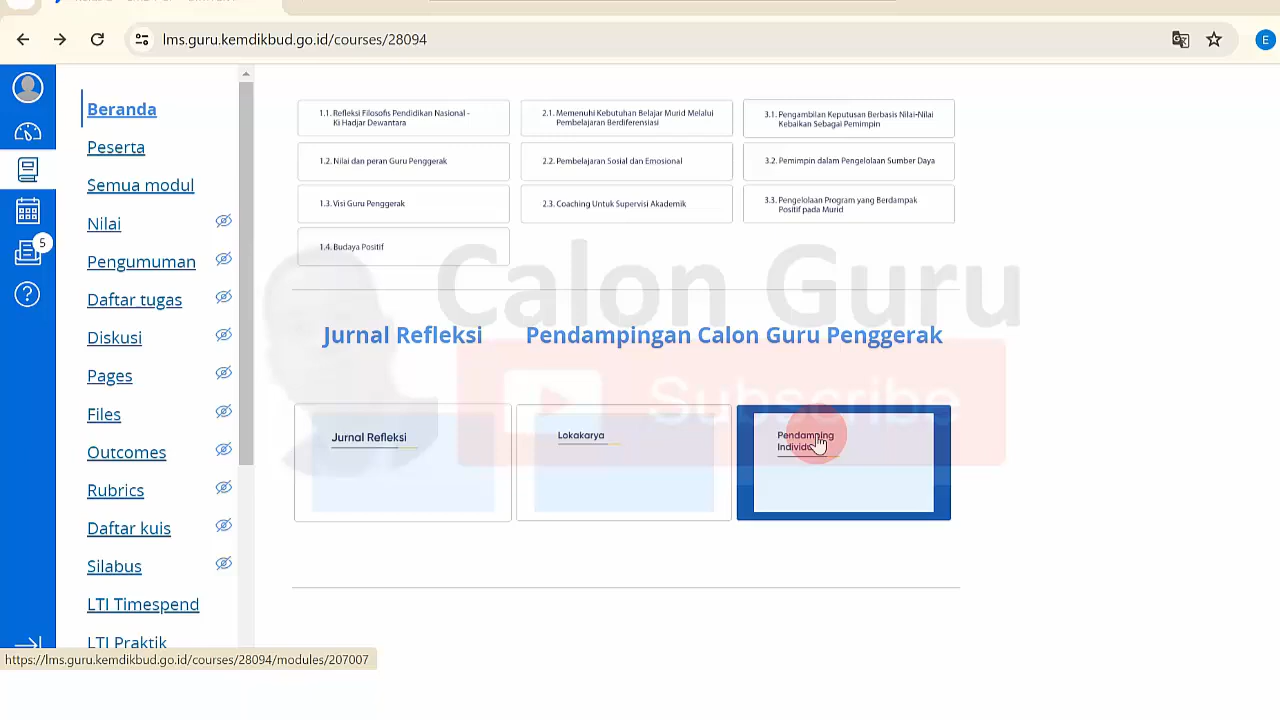 lms.guru.kemdikbud.go.id/courses/28094
E
Beranda
Peserta
Semua modul
Nilai
Pengumuman
Daftar tugas
Diskusi
Pages
Files
Outcomes
Rubrics
Daftar kuis
Silabus
LTI Timespend
LTI Praktik
5
1.1. Refleksi Filosofis Pendidikan Nasional -
Ki Hadjar Dewantara
2.1. Memenuhi Kebutuhan Belajar Murid Melalui
Pembelajaran Berdiferensiasi
3.1. Pengambilan Keputusan Berbasis Nilai-Nilai
Kebaikan Sebagai Pemimpin
1.2. Nilai dan peran Guru Penggerak
2.2. Pembelajaran Sosial dan Emosional
3.2. Pemimpin dalam Pengelolaan Sumber Daya
1.3. Visi Guru Penggerak
2.3. Coaching Untuk Supervisi Akademik
3.3. Pengelolaan Program yang Berdampak
Positif pada Murid
1.4. Budaya Positif
Calon Guru
Subscribe
Jurnal Refleksi
Pendampingan Calon Guru Penggerak
Jurnal Refleksi
Lokakarya
Pendamping
https://lms.guru.kemdikbud.go.id/courses/28094/modules/207007